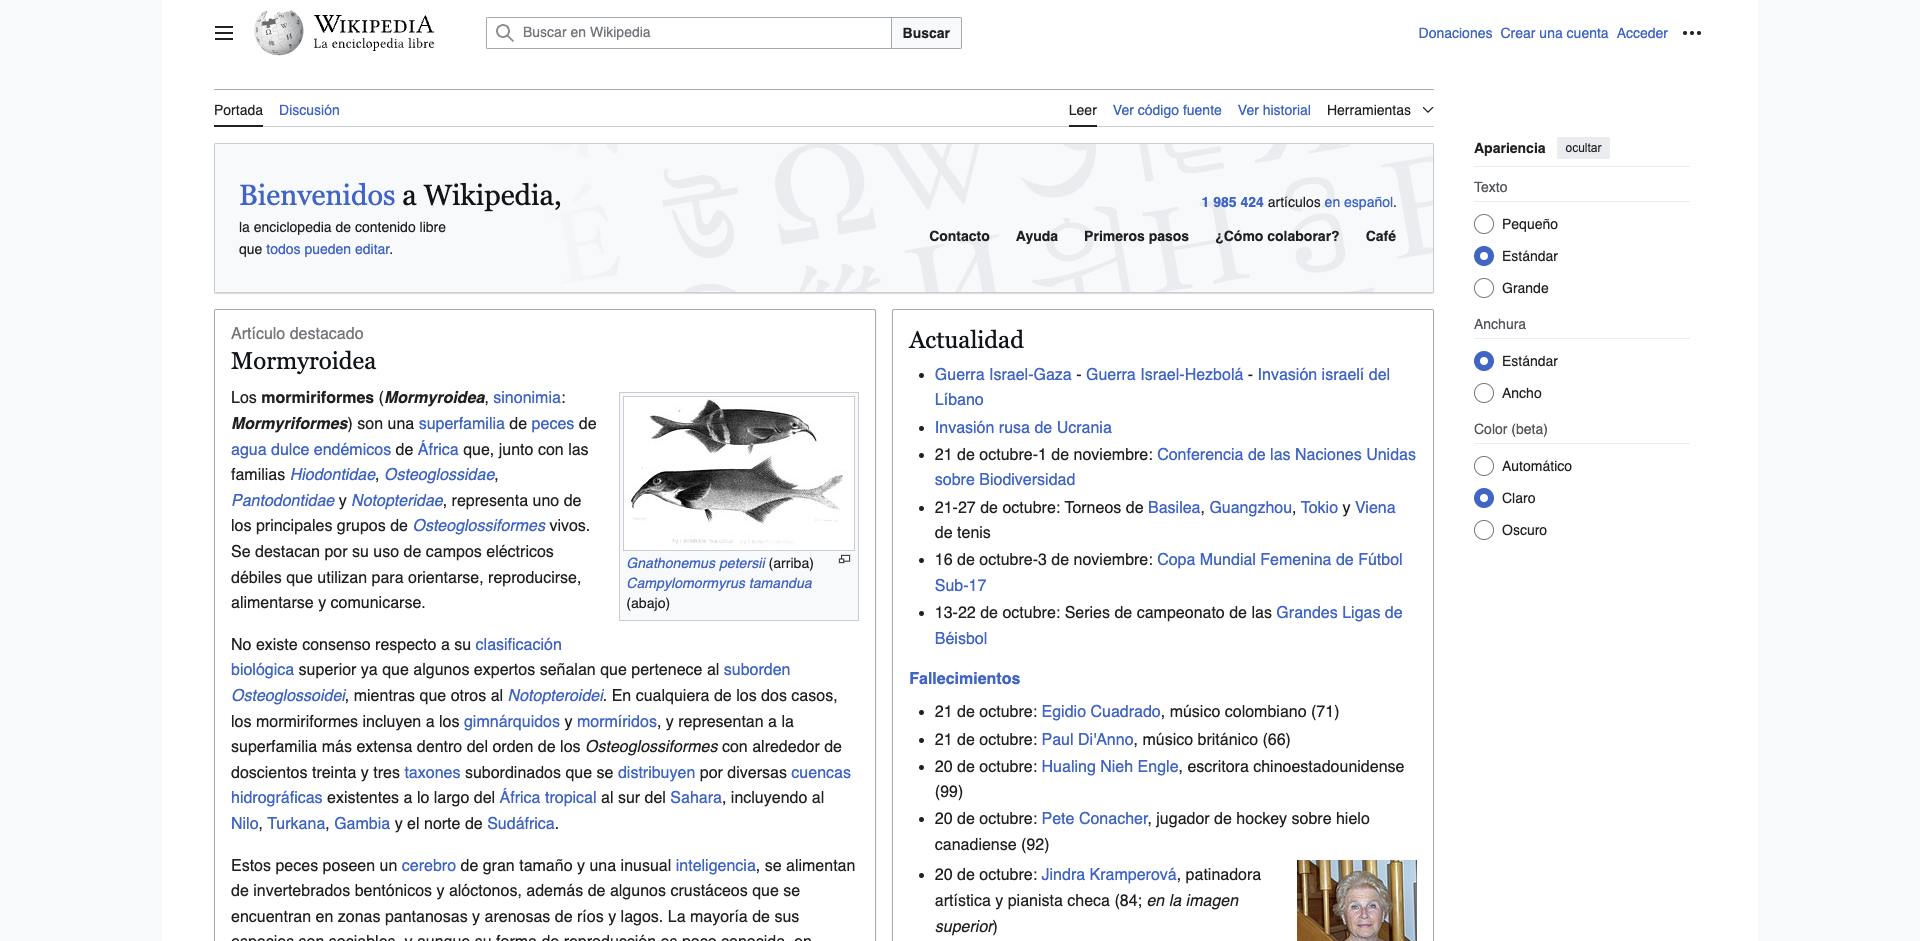 WIKIPEDIA
La enciclopedia libre
Buscar en Wikipedia
Buscar
Donaciones Crear una cuenta Acceder
Portada Discusión
Leer Ver código fuente Ver historial Herramientas
Bienvenidos a Wikipedia,
la enciclopedia de contenido libre
que todos pueden editar.
1 985 424 artículos en español.
Contacto Ayuda Primeros pasos ¿Cómo colaborar? Café
Artículo destacado
Mormyroidea
Los mormiriformes (Mormyroidea, sinonimia:
Mormyriformes) son una superfamilia de peces de
agua dulce endémicos de África que, junto con las
familias Hiodontidae, Osteoglossidae,
Pantodontidae y Notopteridae, representa uno de
los principales grupos de Osteoglossiformes vivos.
Se destacan por su uso de campos eléctricos
débiles que utilizan para orientarse, reproducirse,
alimentarse y comunicarse.
Gnathonemus petersii (arriba)
Campylomormyrus tamandua
(abajo)
No existe consenso respecto a su clasificación
biológica superior ya que algunos expertos señalan que pertenece al suborden
Osteoglossoidei, mientras que otros al Notopteroidei. En cualquiera de los dos casos,
los mormiriformes incluyen a los gimnárquidos y mormíridos, y representan a la
superfamilia más extensa dentro del orden de los Osteoglossiformes con alrededor de
doscientos treinta y tres taxones subordinados que se distribuyen por diversas cuencas
hidrográficas existentes a lo largo del África tropical al sur del Sahara, incluyendo al
Nilo, Turkana, Gambia y el norte de Sudáfrica.
Estos peces poseen un cerebro de gran tamaño y una inusual inteligencia, se alimentan
de invertebrados bentónicos y alóctonos, además de algunos crustáceos que se
encuentran en zonas pantanosas y arenosas de ríos y lagos. La mayoría de sus
especies son sociables, y aunque su forma de reproducción es poco conocida, en
Actualidad
Guerra Israel-Gaza - Guerra Israel-Hezbolá - Invasión israelí del
Líbano
Invasión rusa de Ucrania
21 de octubre-1 de noviembre: Conferencia de las Naciones Unidas
sobre Biodiversidad
21-27 de octubre: Torneos de Basilea, Guangzhou, Tokio y Viena
de tenis
16 de octubre-3 de noviembre: Copa Mundial Femenina de Fútbol
Sub-17
13-22 de octubre: Series de campeonato de las Grandes Ligas de
Béisbol
Fallecimientos
21 de octubre: Egidio Cuadrado, músico colombiano (71)
21 de octubre: Paul Di'Anno, músico británico (66)
20 de octubre: Hualing Nieh Engle, escritora chinoestadounidense
(99)
20 de octubre: Pete Conacher, jugador de hockey sobre hielo
canadiense (92)
20 de octubre: Jindra Kramperová, patinadora
artística y pianista checa (84; en la imagen
superior)
Apariencia ocultar
Texto
Pequeño
Estándar
Grande
Anchura
Estándar
Ancho
Color (beta)
Automático
Claro
Oscuro